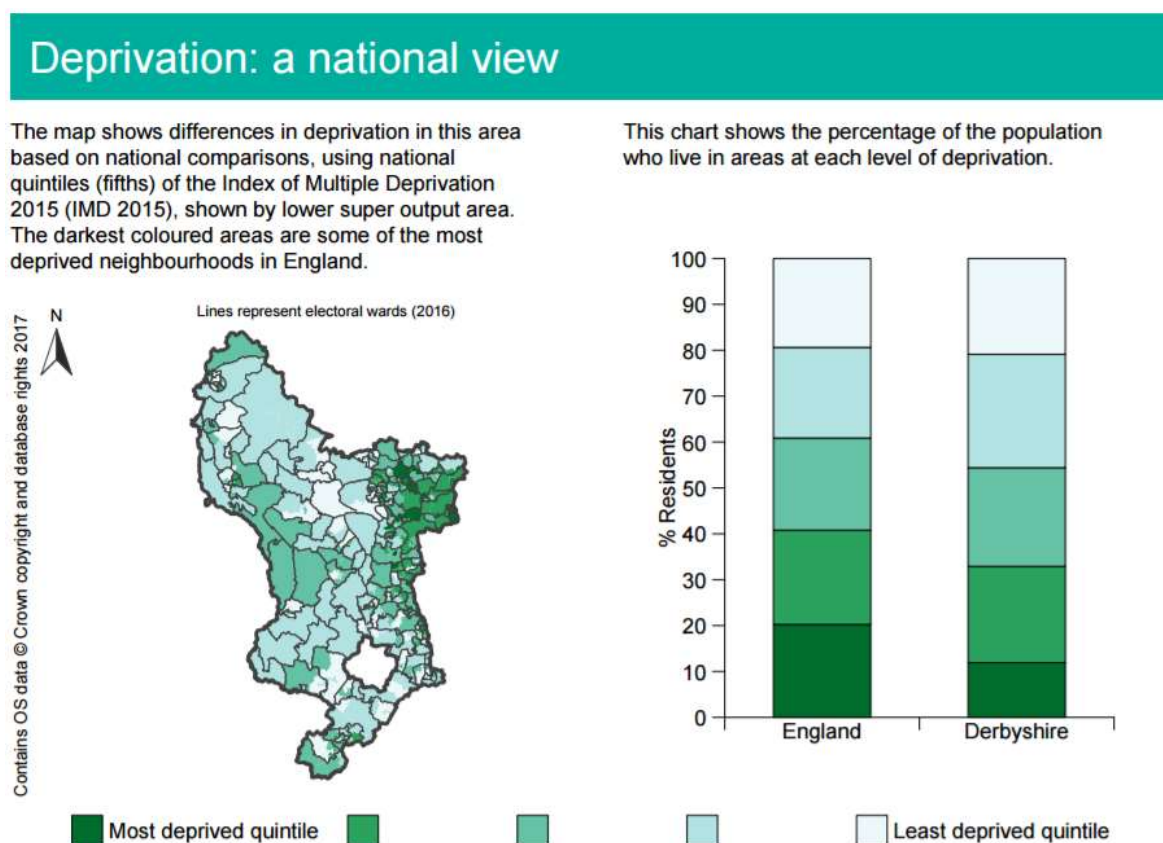 Deprivation: a national view
The map shows differences in deprivation in this area
based on national comparisons, using national
quintiles (fifths) of the Index of Multiple Deprivation
2015 (IMD 2015), shown by lower super output area.
The darkest coloured areas are some of the most
deprived neighbourhoods in England.
Lines represent electoral wards (2016)
N
Contains OS data © Crown copyright and database rights 2017
This chart shows the percentage of the population
who live in areas at each level of deprivation.
% Residents
100
90
80
70
60
50
40
30
20
10
0
England
Derbyshire
Most deprived quintile
Least deprived quintile